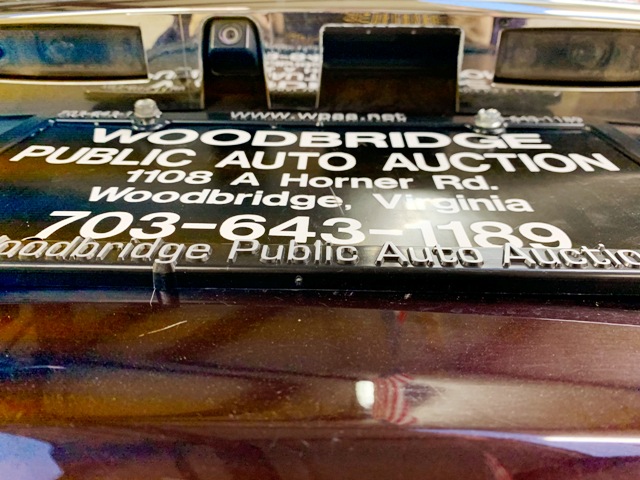 www.wpaa.net
WOODBRIDGE
PUBLIC AUTO AUCTION
1108 A Horner Rd.
Woodbridge, Virginia
703-643-1189
Woodbridge Public Auto Auction